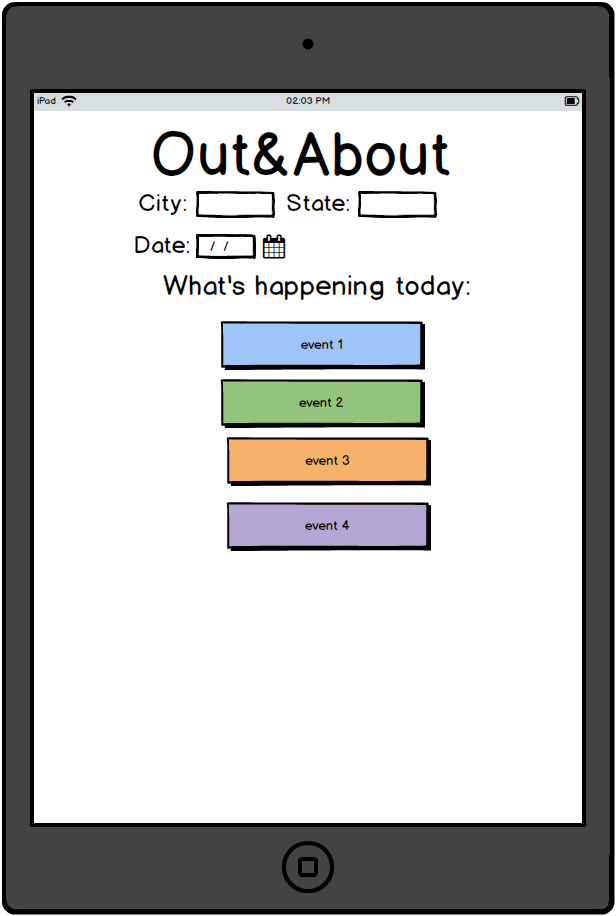 iPad 02:03 PM
Out&About
City: State:
Date: / /
What's happening today:
event 1
event 2
event 3
event 4